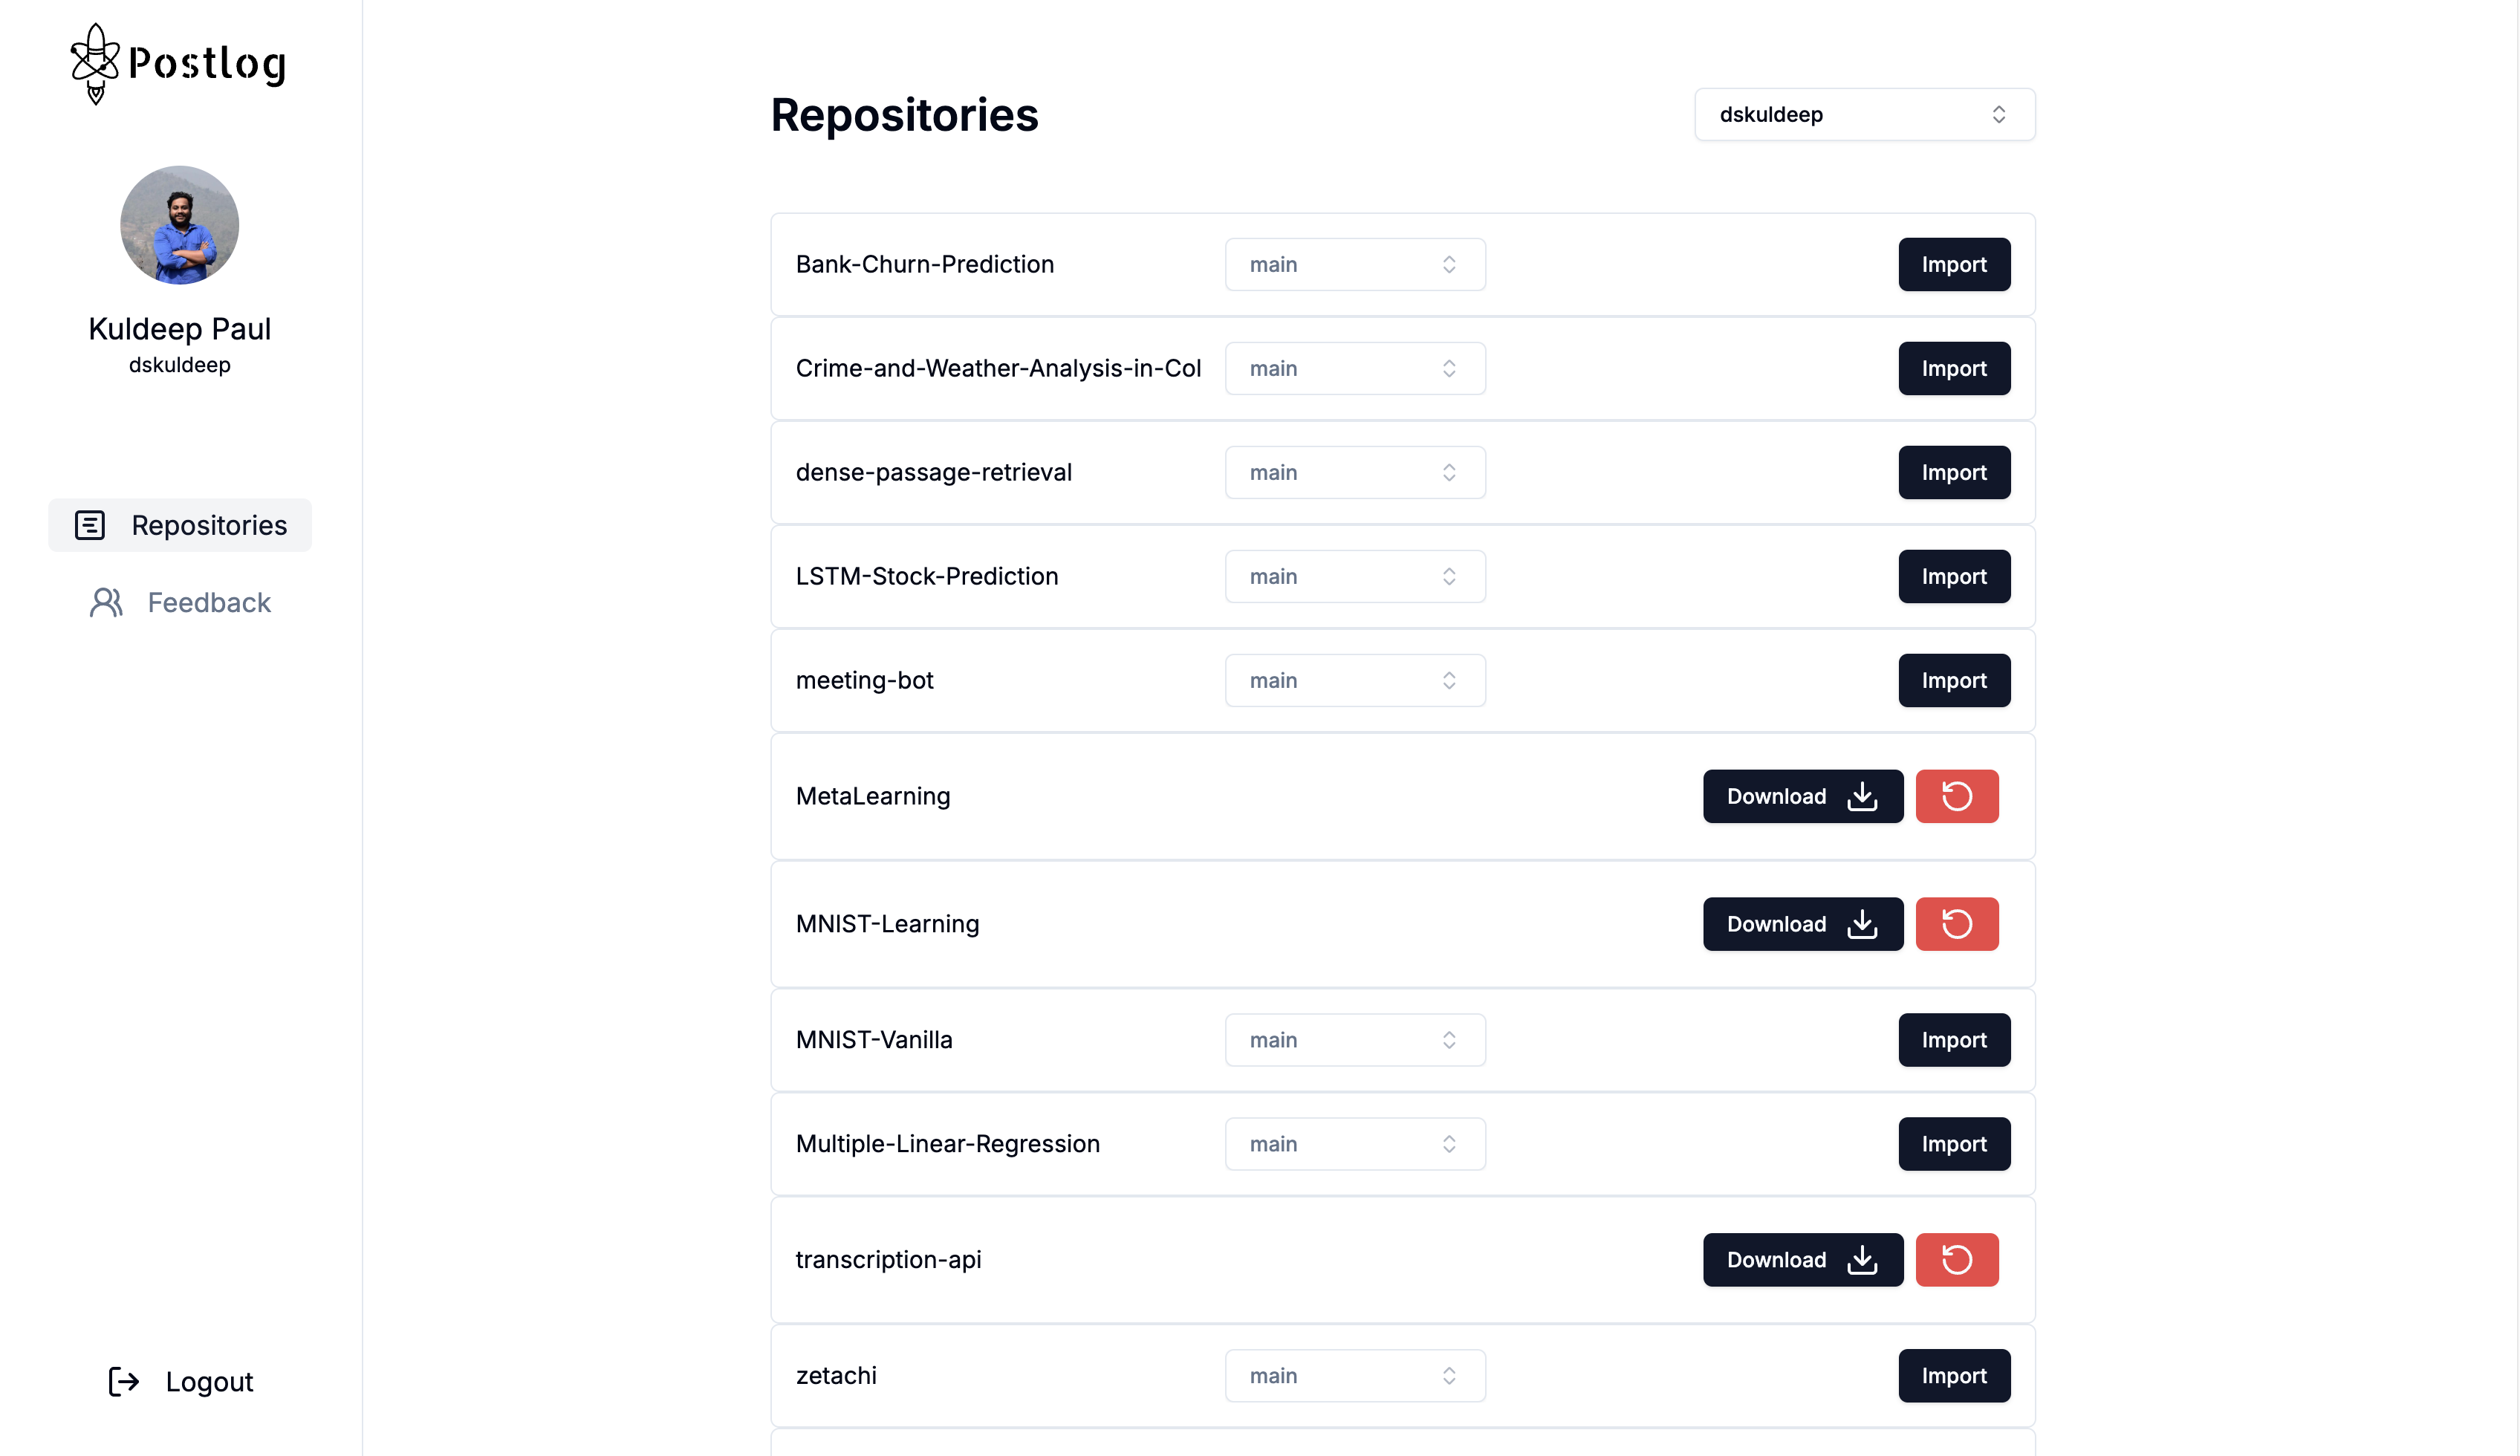 Postlog
Kuldeep Paul
dskuldeep
Repositories
Feedback
Logout
Repositories
dskuldeep
Bank-Churn-Prediction main Import
Crime-and-Weather-Analysis-in-Col main Import
dense-passage-retrieval main Import
LSTM-Stock-Prediction main Import
meeting-bot main Import
MetaLearning Download
MNIST-Learning Download
MNIST-Vanilla main Import
Multiple-Linear-Regression main Import
transcription-api Download
zetachi main Import